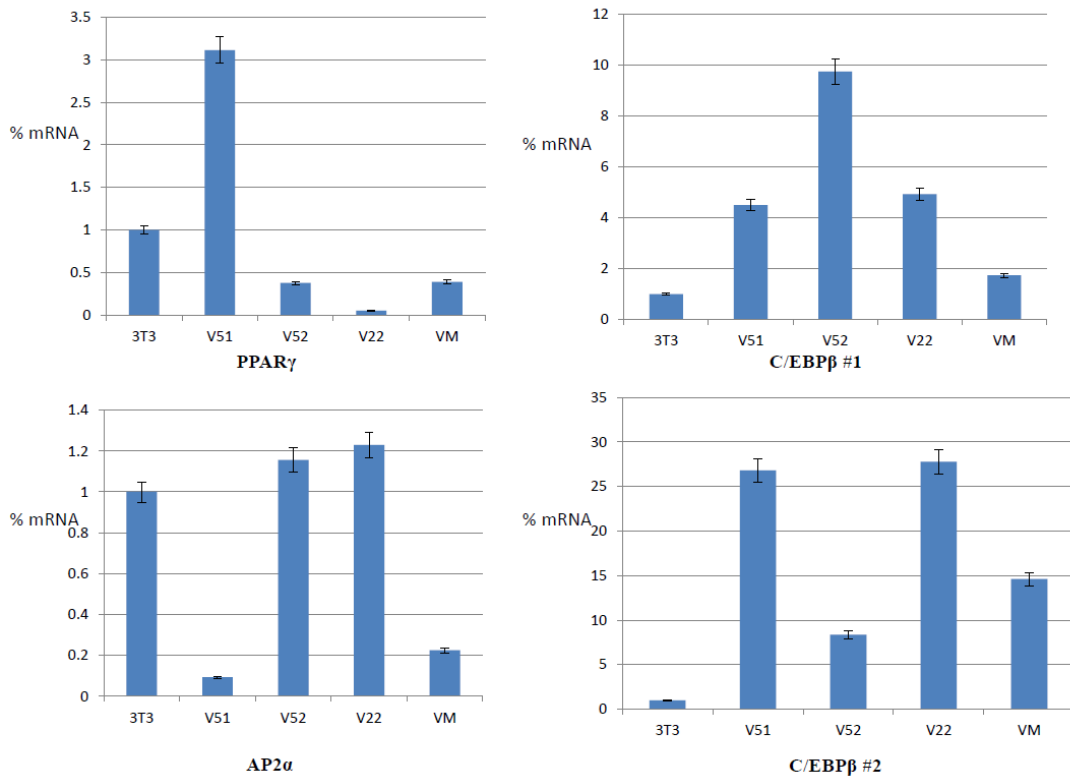 3.5
3
2.5
% mRNA
2
1.5
1
0.5
0
3T3 V51 V52 V22 VM
PPARγ
12
10
8
% mRNA
6
4
2
0
3T3 V51 V52 V22 VM
C/EBPβ #1
1.4
1.2
1
% mRNA
0.8
0.6
0.4
0.2
0
3T3 V51 V52 V22 VM
AP2α
35
30
25
% mRNA
20
15
10
5
0
3T3 V51 V52 V22 VM
C/EBPβ #2